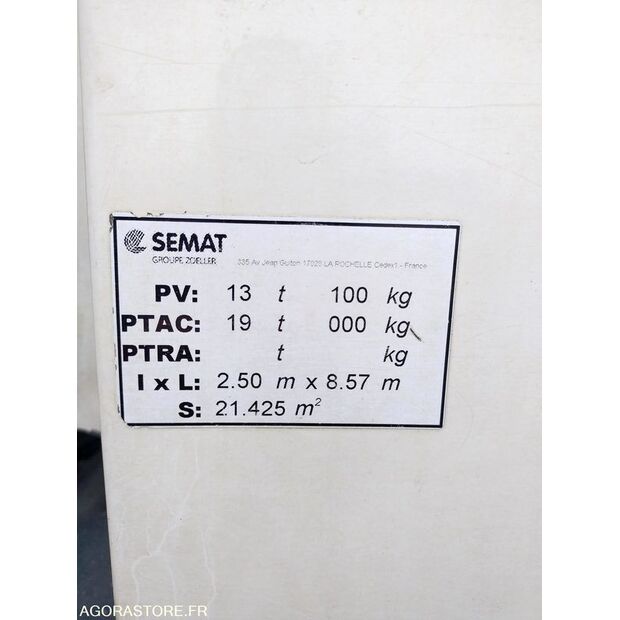 SEMAT
GROUPE ZOELLER
335 Av Jean Guiton 17028 LA ROCHELLE Cedex1 - France
PV: 13 t 100 kg
PTAC: 19 t 000 kg
PTRA: t kg
l x L: 2.50 m x 8.57 m
S: 21.425 m²
AGORASTORE.FR